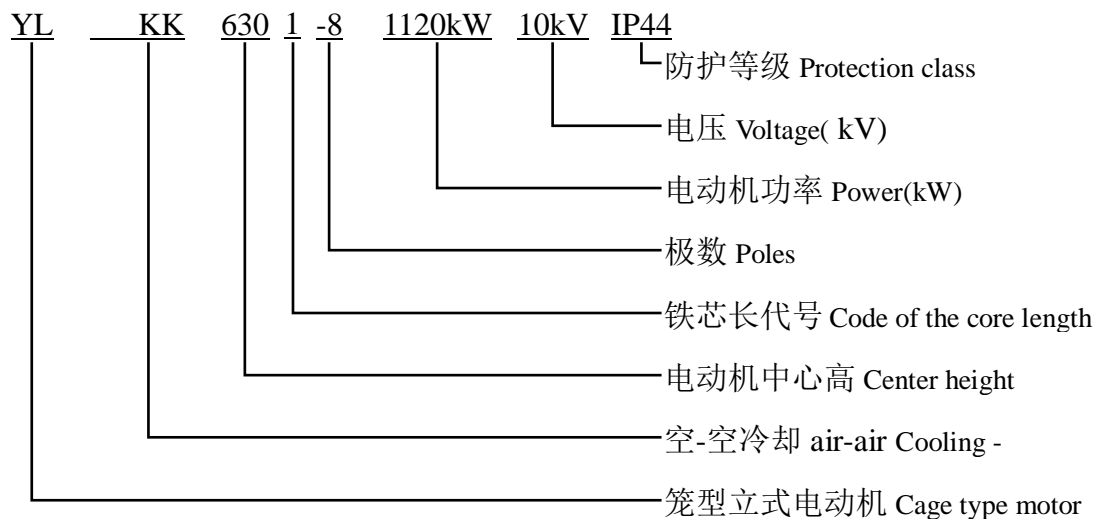 YL KK 630 1 -8 1120kW 10kV IP44
防护等级 Protection class
电压 Voltage( kV)
电动机功率 Power(kW)
极数 Poles
铁芯长代号 Code of the core length
电动机中心高 Center height
空-空冷却 air-air Cooling -
笼型立式电动机 Cage type motor